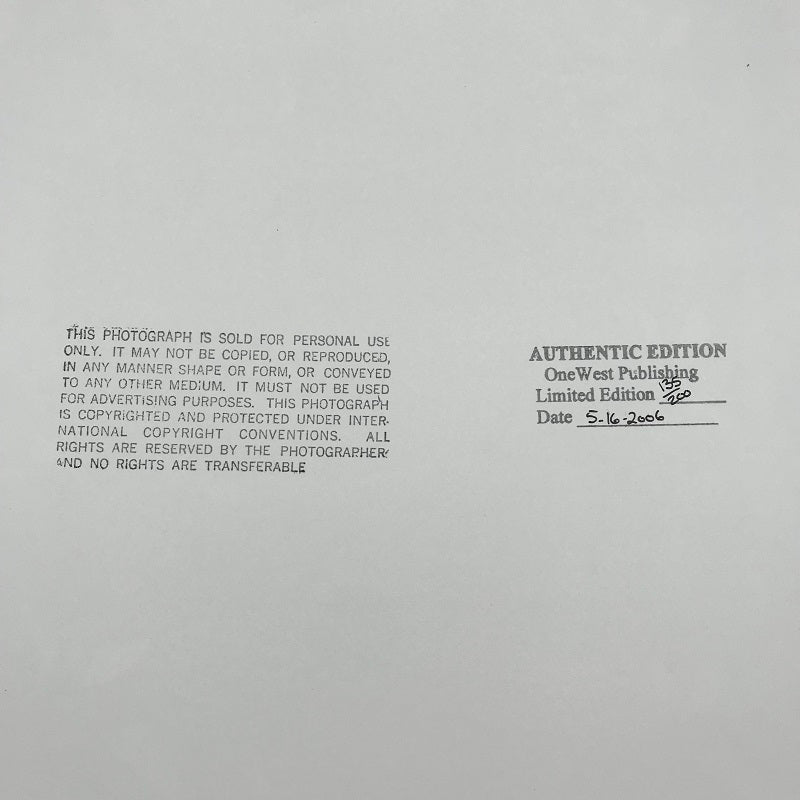 THIS PHOTOGRAPH IS SOLD FOR PERSONAL USE
ONLY. IT MAY NOT BE COPIED, OR REPRODUCED,
IN ANY MANNER SHAPE OR FORM, OR CONVEYED
TO ANY OTHER MEDIUM. IT MUST NOT BE USED
FOR ADVERTISING PURPOSES. THIS PHOTOGRAPH
IS COPYRIGHTED AND PROTECTED UNDER INTER-
NATIONAL COPYRIGHT CONVENTIONS. ALL
RIGHTS ARE RESERVED BY THE PHOTOGRAPHER
AND NO RIGHTS ARE TRANSFERABLE
AUTHENTIC EDITION
OneWest Publishing
Limited Edition 135/200
Date 5-16-2006